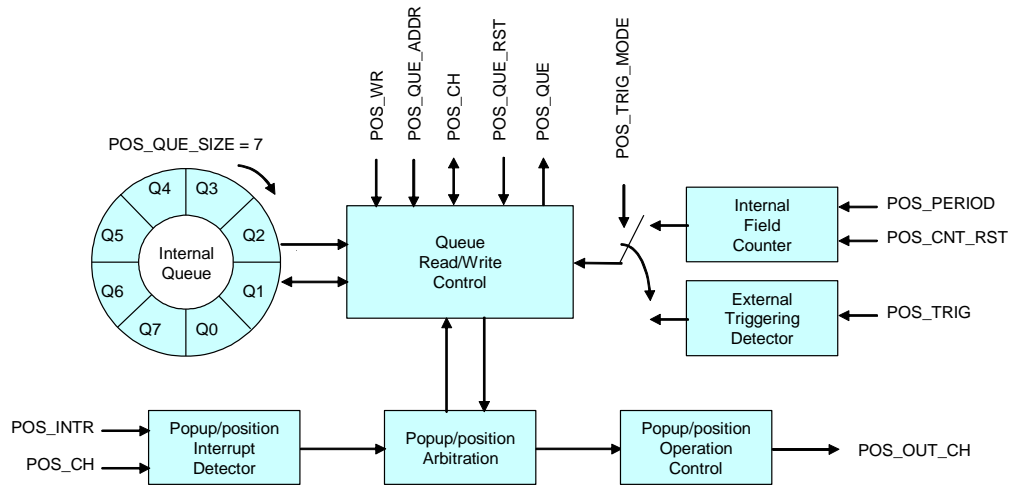 POS_WR
POS_QUE_ADDR
POS_CH
POS_QUE_RST
POS_QUE
POS_TRIG_MODE
POS_QUE_SIZE = 7
Q4
Q3
Q5
Q2
Q6
Q1
Q7
Q0
Internal
Queue
Queue
Read/Write
Control
Internal
Field
Counter
POS_PERIOD
POS_CNT_RST
External
Triggering
Detector
POS_TRIG
POS_INTR
POS_CH
Popup/position
Interrupt
Detector
Popup/position
Arbitration
Popup/position
Operation
Control
POS_OUT_CH